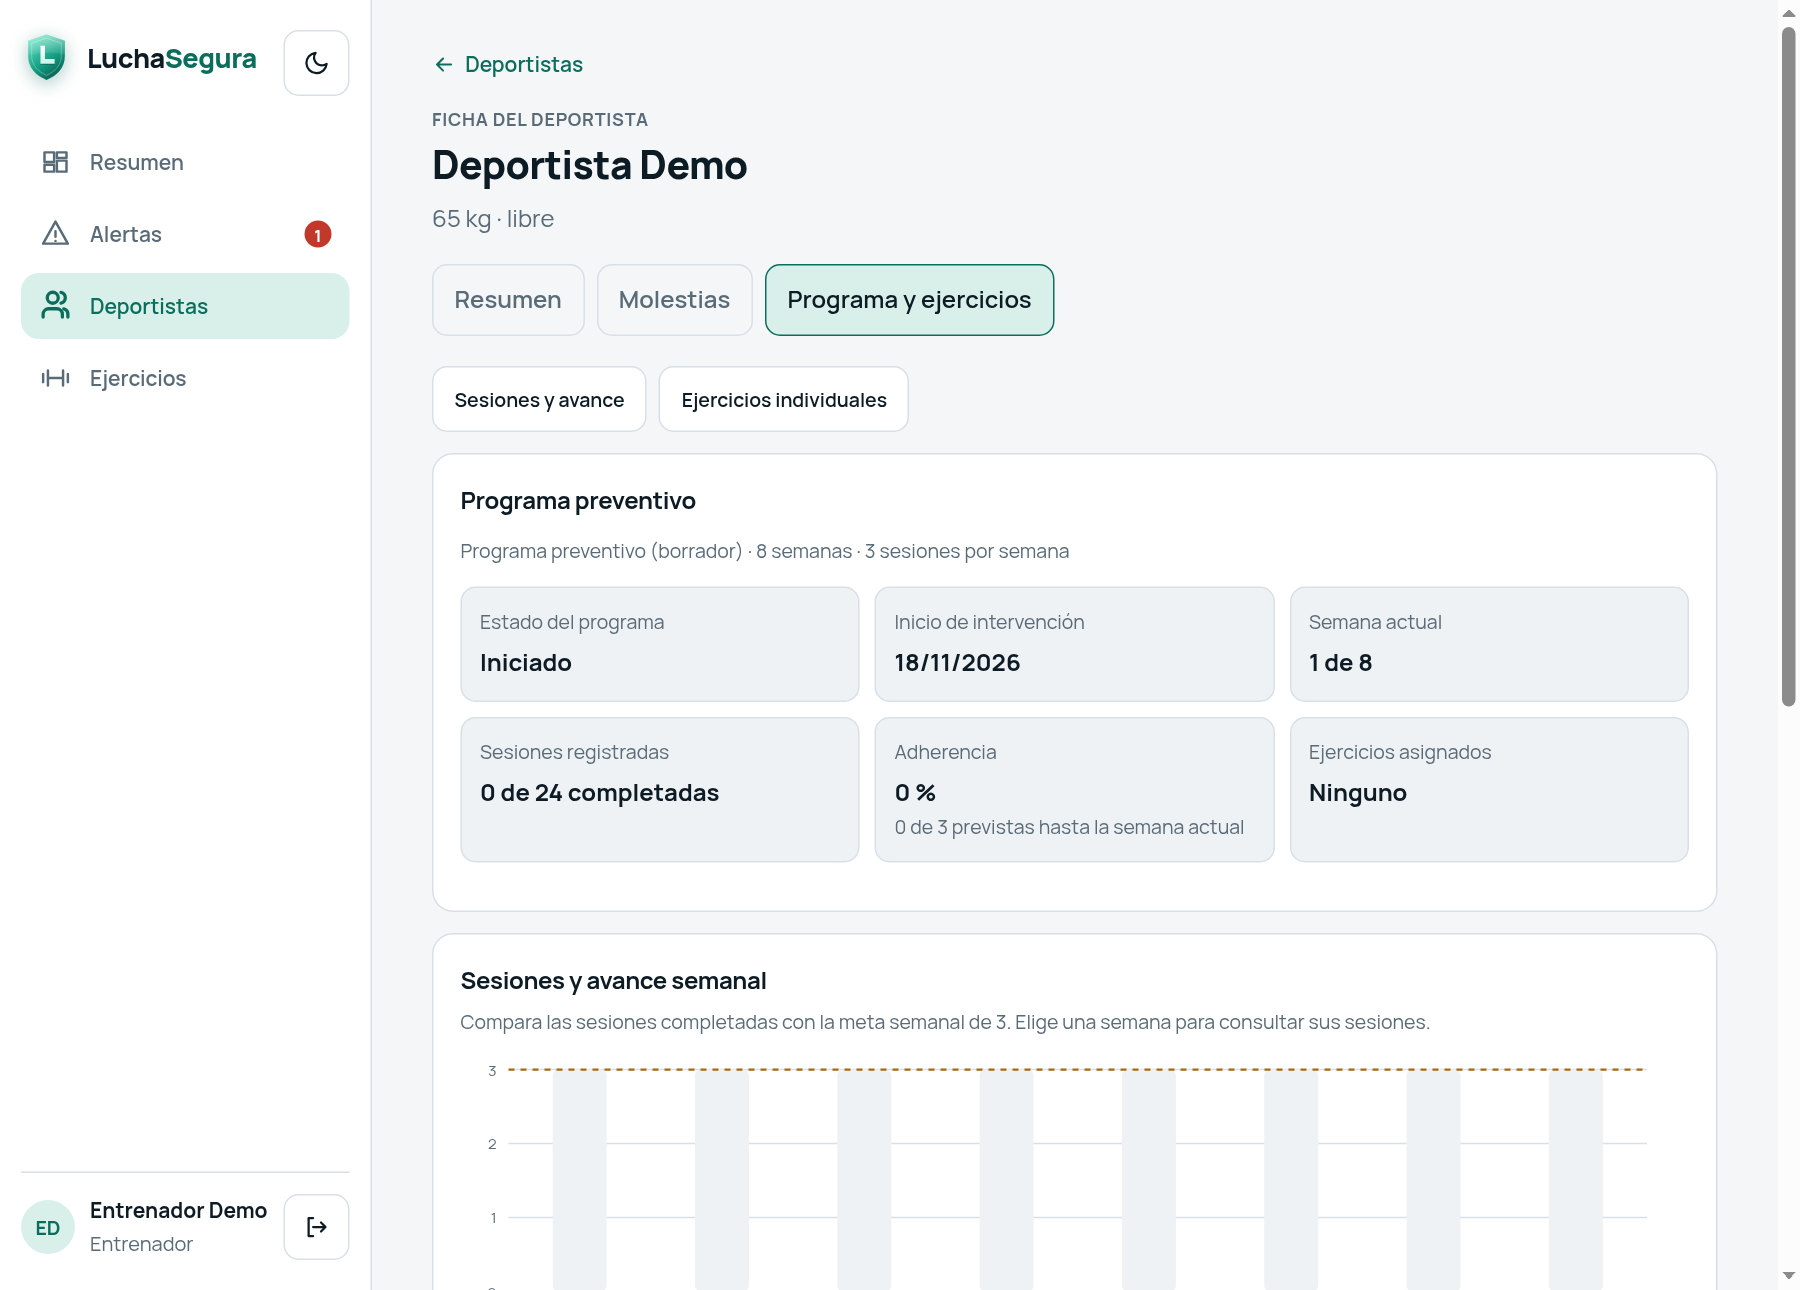 LuchaSegura
Resumen
Alertas
1
Deportistas
Ejercicios
ED
Entrenador Demo
Entrenador
Deportistas
FICHA DEL DEPORTISTA
Deportista Demo
65 kg · libre
Resumen
Molestias
Programa y ejercicios
Sesiones y avance
Ejercicios individuales
Programa preventivo
Programa preventivo (borrador) · 8 semanas · 3 sesiones por semana
Estado del programa
Iniciado
Inicio de intervención
18/11/2026
Semana actual
1 de 8
Sesiones registradas
0 de 24 completadas
Adherencia
0 %
0 de 3 previstas hasta la semana actual
Ejercicios asignados
Ninguno
Sesiones y avance semanal
Compara las sesiones completadas con la meta semanal de 3. Elige una semana para consultar sus sesiones.
3
2
1